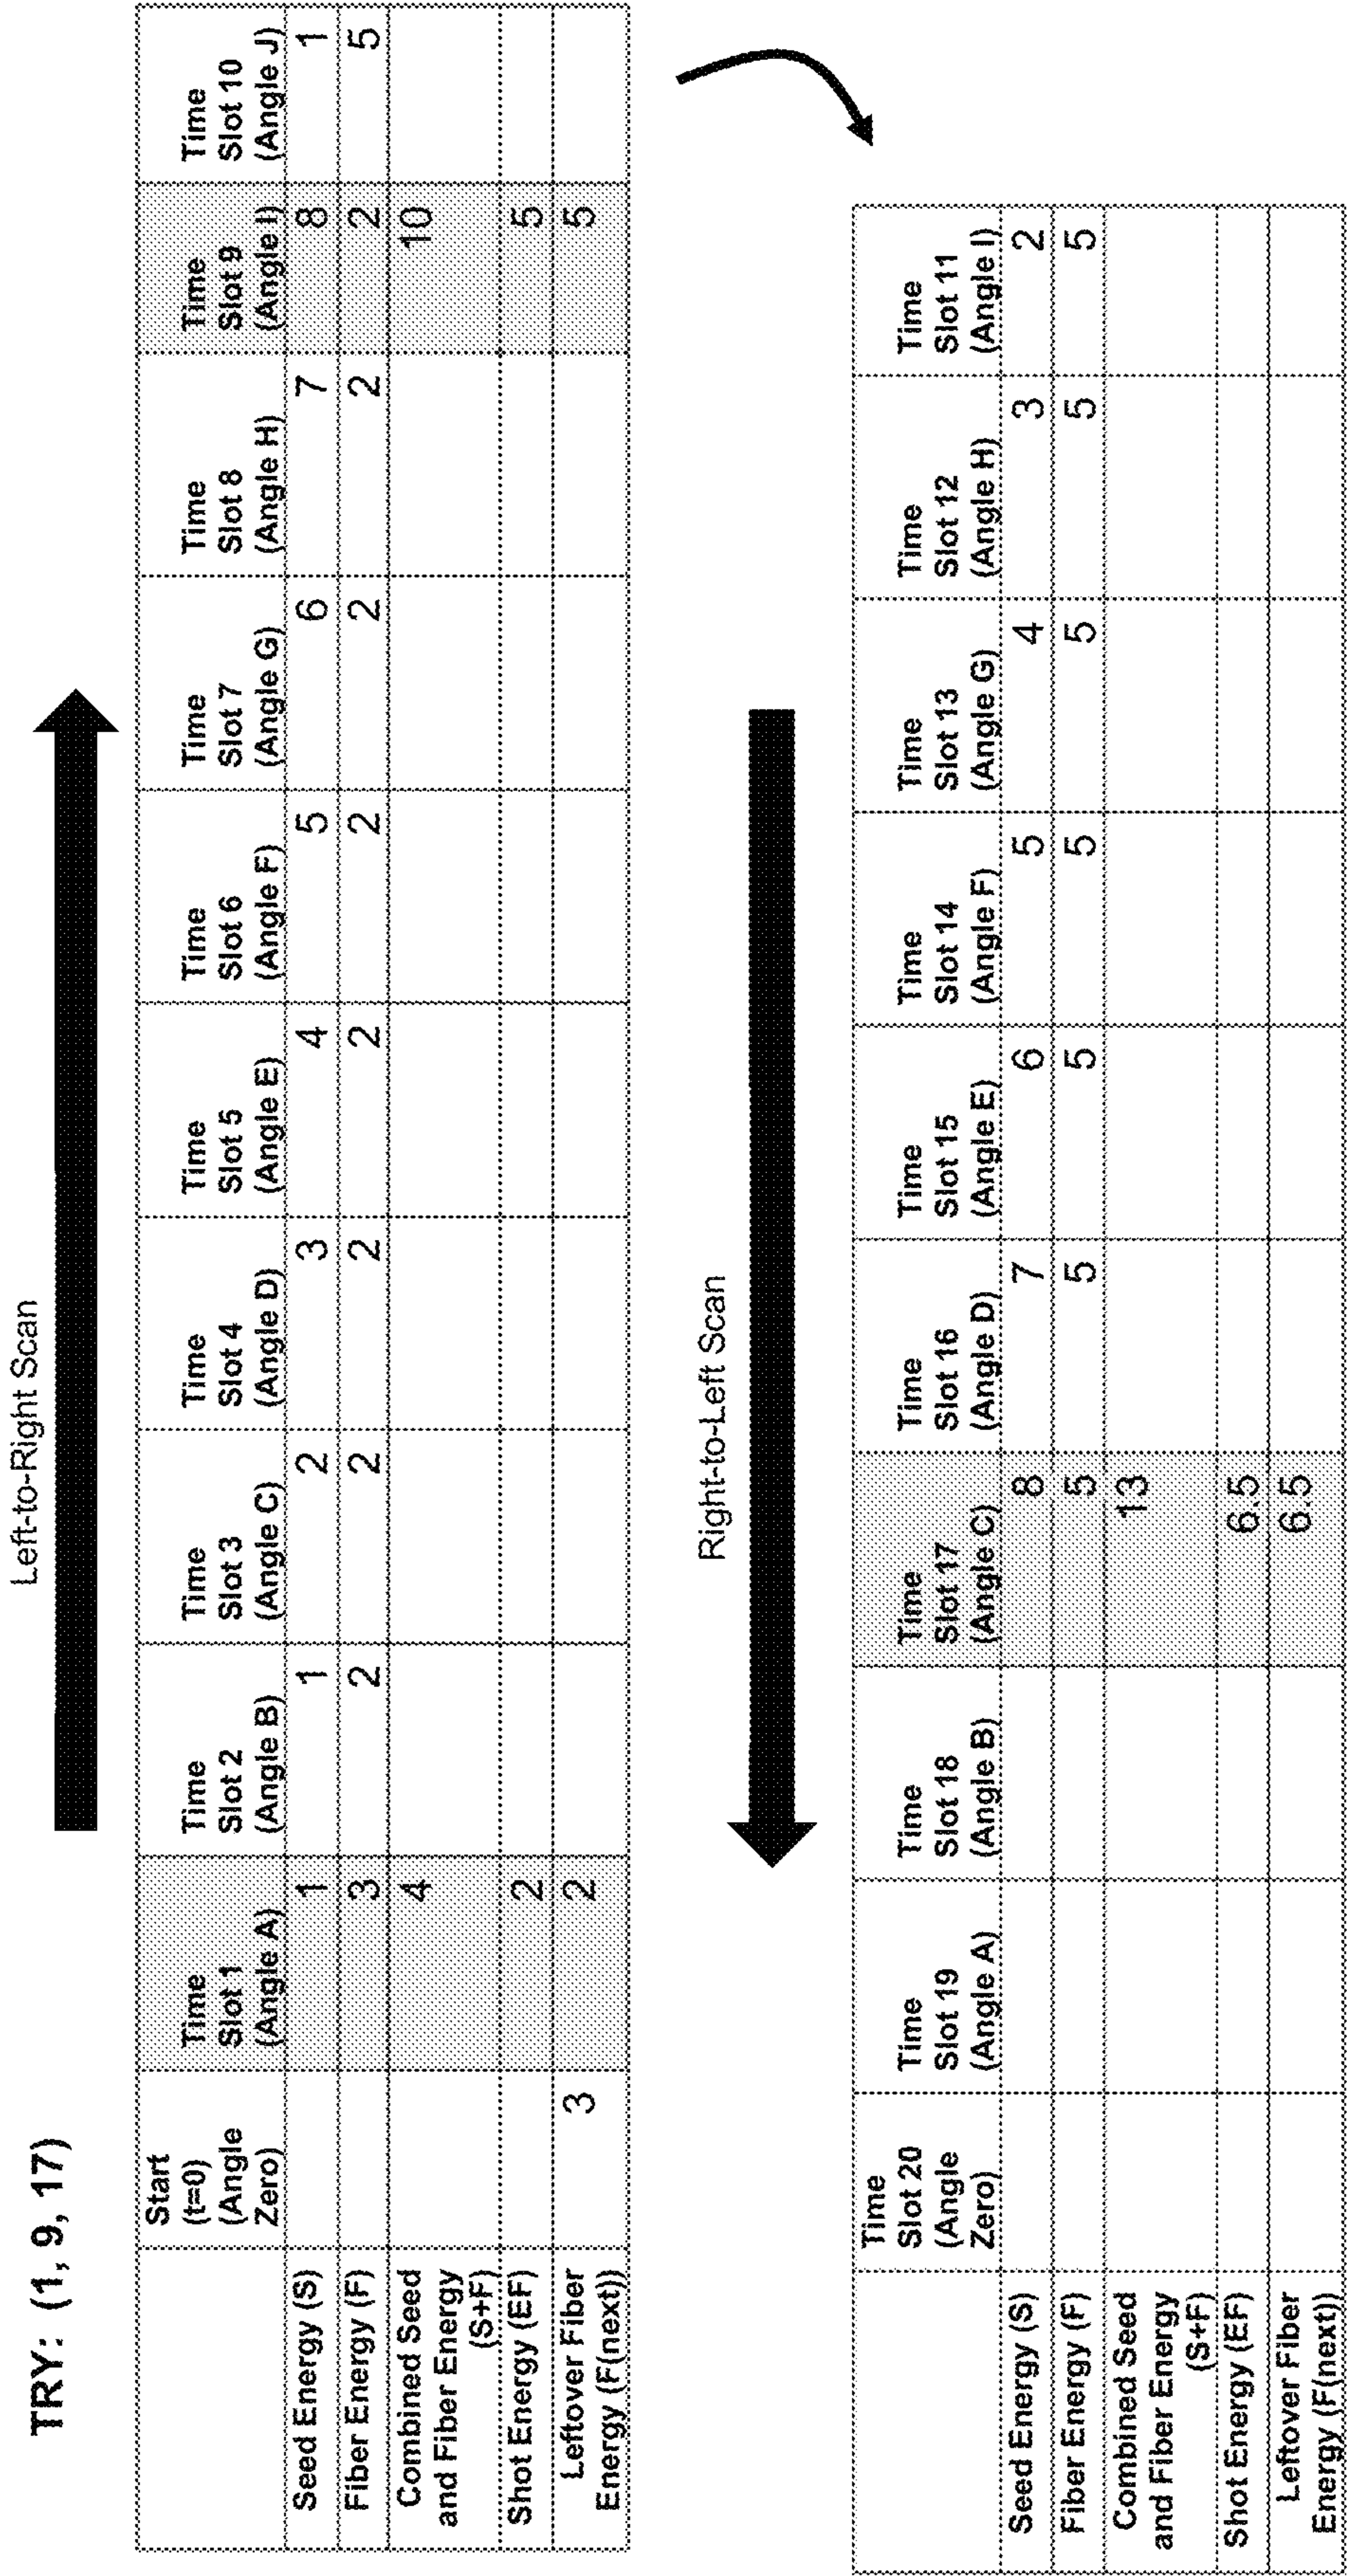 TRY: (1, 9, 17)
Left-to-Right Scan
Start (t=0) (Angle Zero) Time Slot 1 (Angle A) Time Slot 2 (Angle B) Time Slot 3 (Angle C) Time Slot 4 (Angle D) Time Slot 5 (Angle E) Time Slot 6 (Angle F) Time Slot 7 (Angle G) Time Slot 8 (Angle H) Time Slot 9 (Angle I) Time Slot 10 (Angle J)
Seed Energy (S) 1 1 2 3 4 5 6 7 8 1
Fiber Energy (F) 3 2 2 2 2 2 2 2 2 5
Combined Seed and Fiber Energy (S+F) 4 10
Shot Energy (EF) 2 5
Leftover Fiber Energy (F(next)) 3 2 5
Right-to-Left Scan
Time Slot 20 (Angle Zero) Time Slot 19 (Angle A) Time Slot 18 (Angle B) Time Slot 17 (Angle C) Time Slot 16 (Angle D) Time Slot 15 (Angle E) Time Slot 14 (Angle F) Time Slot 13 (Angle G) Time Slot 12 (Angle H) Time Slot 11 (Angle I)
Seed Energy (S) 8 7 6 5 4 3 2
Fiber Energy (F) 5 5 5 5 5 5 5
Combined Seed and Fiber Energy (S+F) 13
Shot Energy (EF) 6.5
Leftover Fiber Energy (F(next)) 6.5